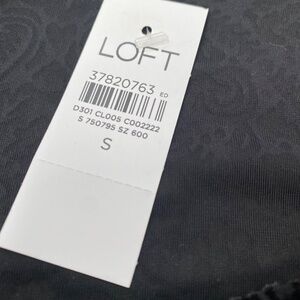 LOFT
37820763 ED
D301 CL005 C002222
S 750795 SZ 600
S